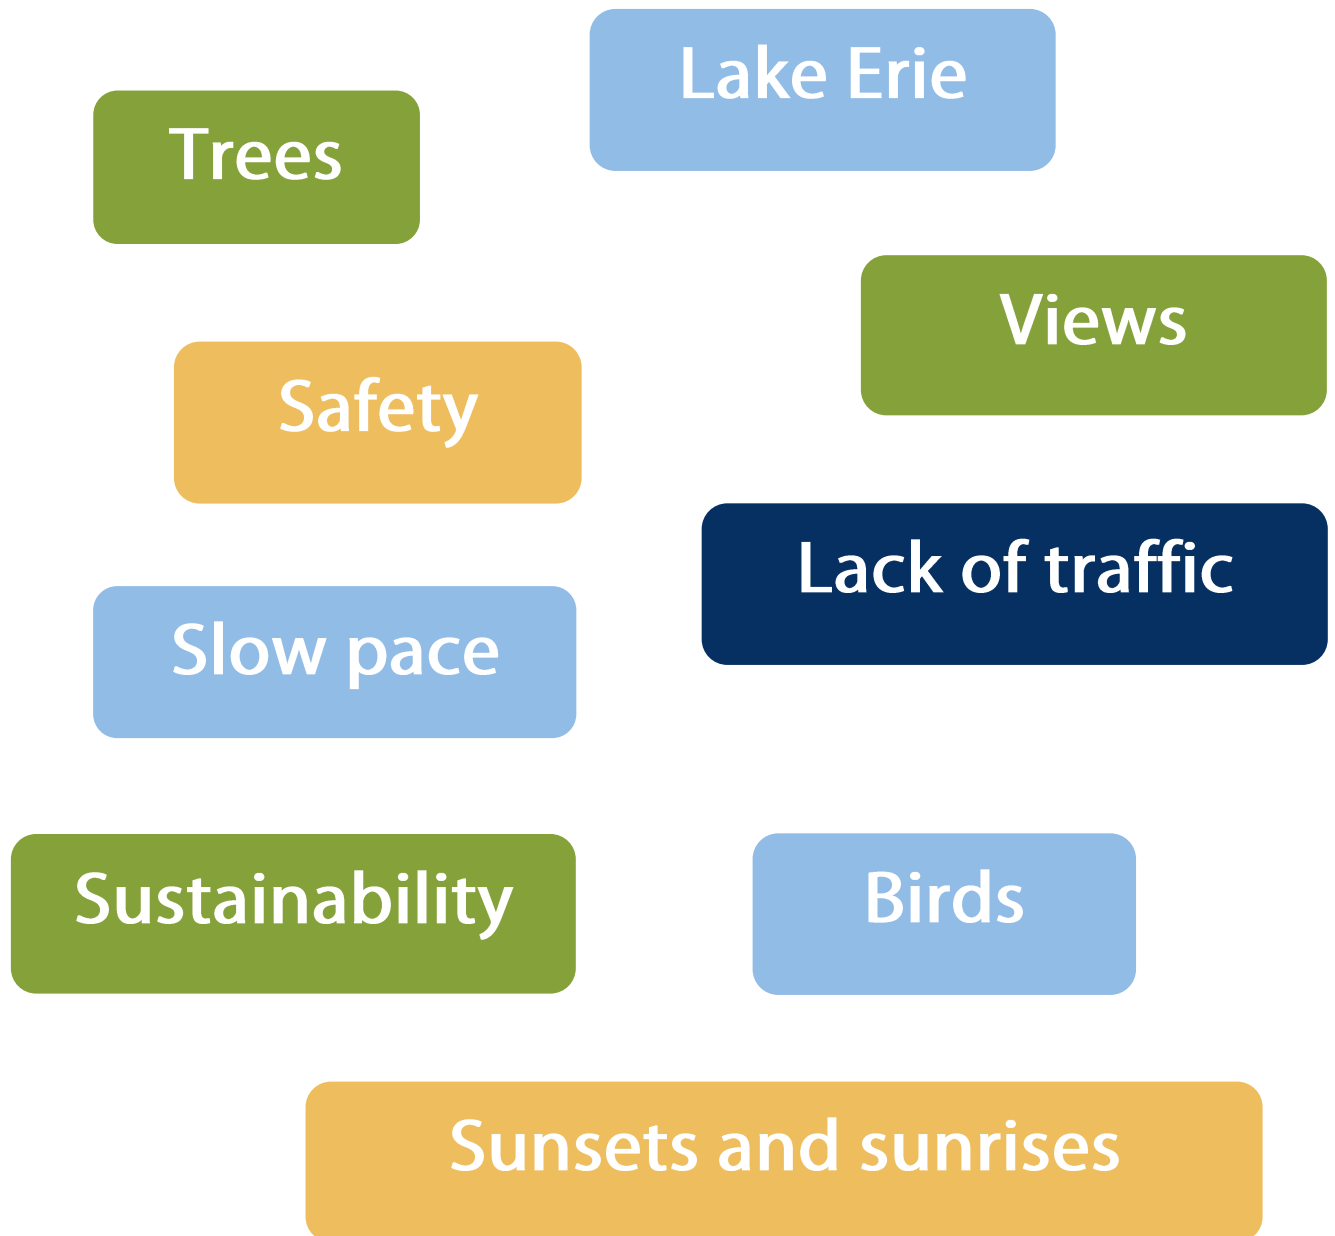 Lake Erie
Trees
Views
Safety
Lack of traffic
Slow pace
Sustainability
Birds
Sunsets and sunrises